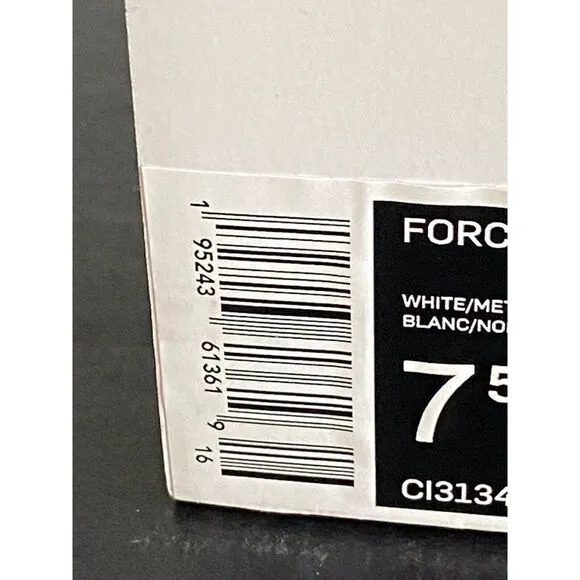 1 95243 61361 9 16
FORC
WHITE/MET
BLANC/NOI
7 5
CI3134